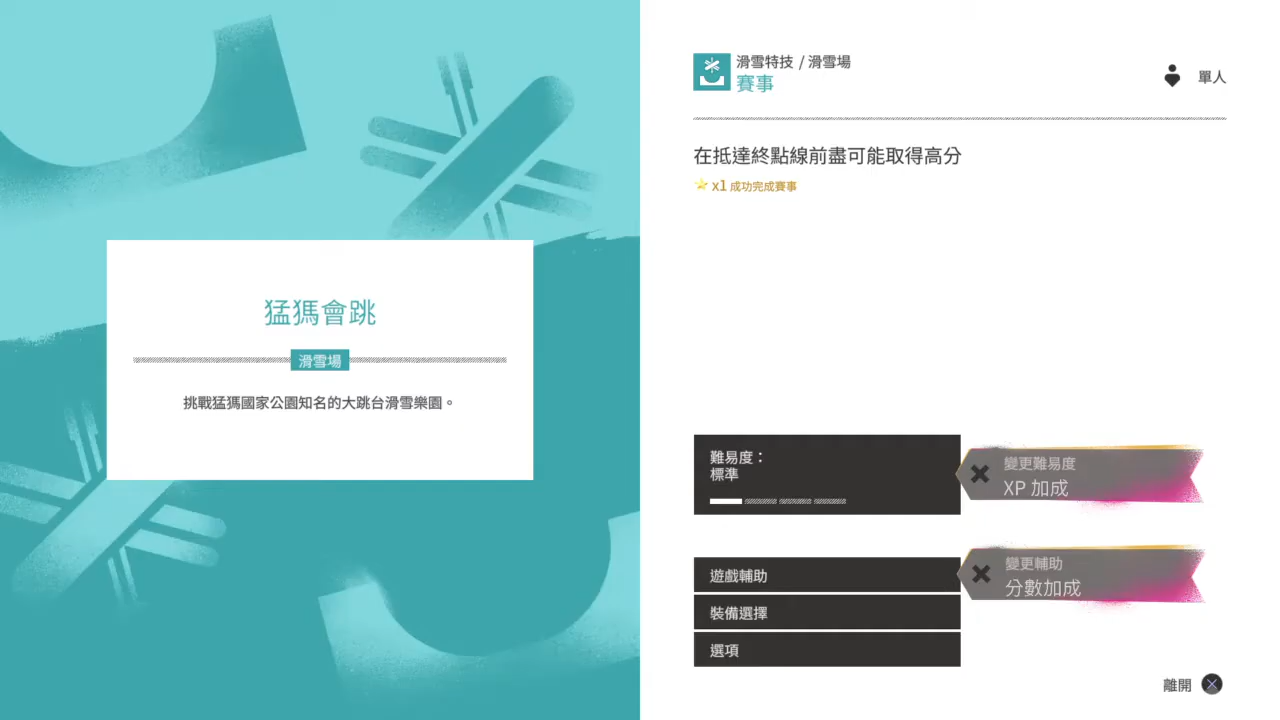 猛獁會跳
滑雪場
挑戰猛獁國家公園知名的大跳台滑雪樂園。
滑雪特技 / 滑雪場
賽事
單人
在抵達終點線前盡可能取得高分
x1 成功完成賽事
難易度：
標準
變更難易度
XP 加成
遊戲輔助
變更輔助
分數加成
裝備選擇
選項
離開